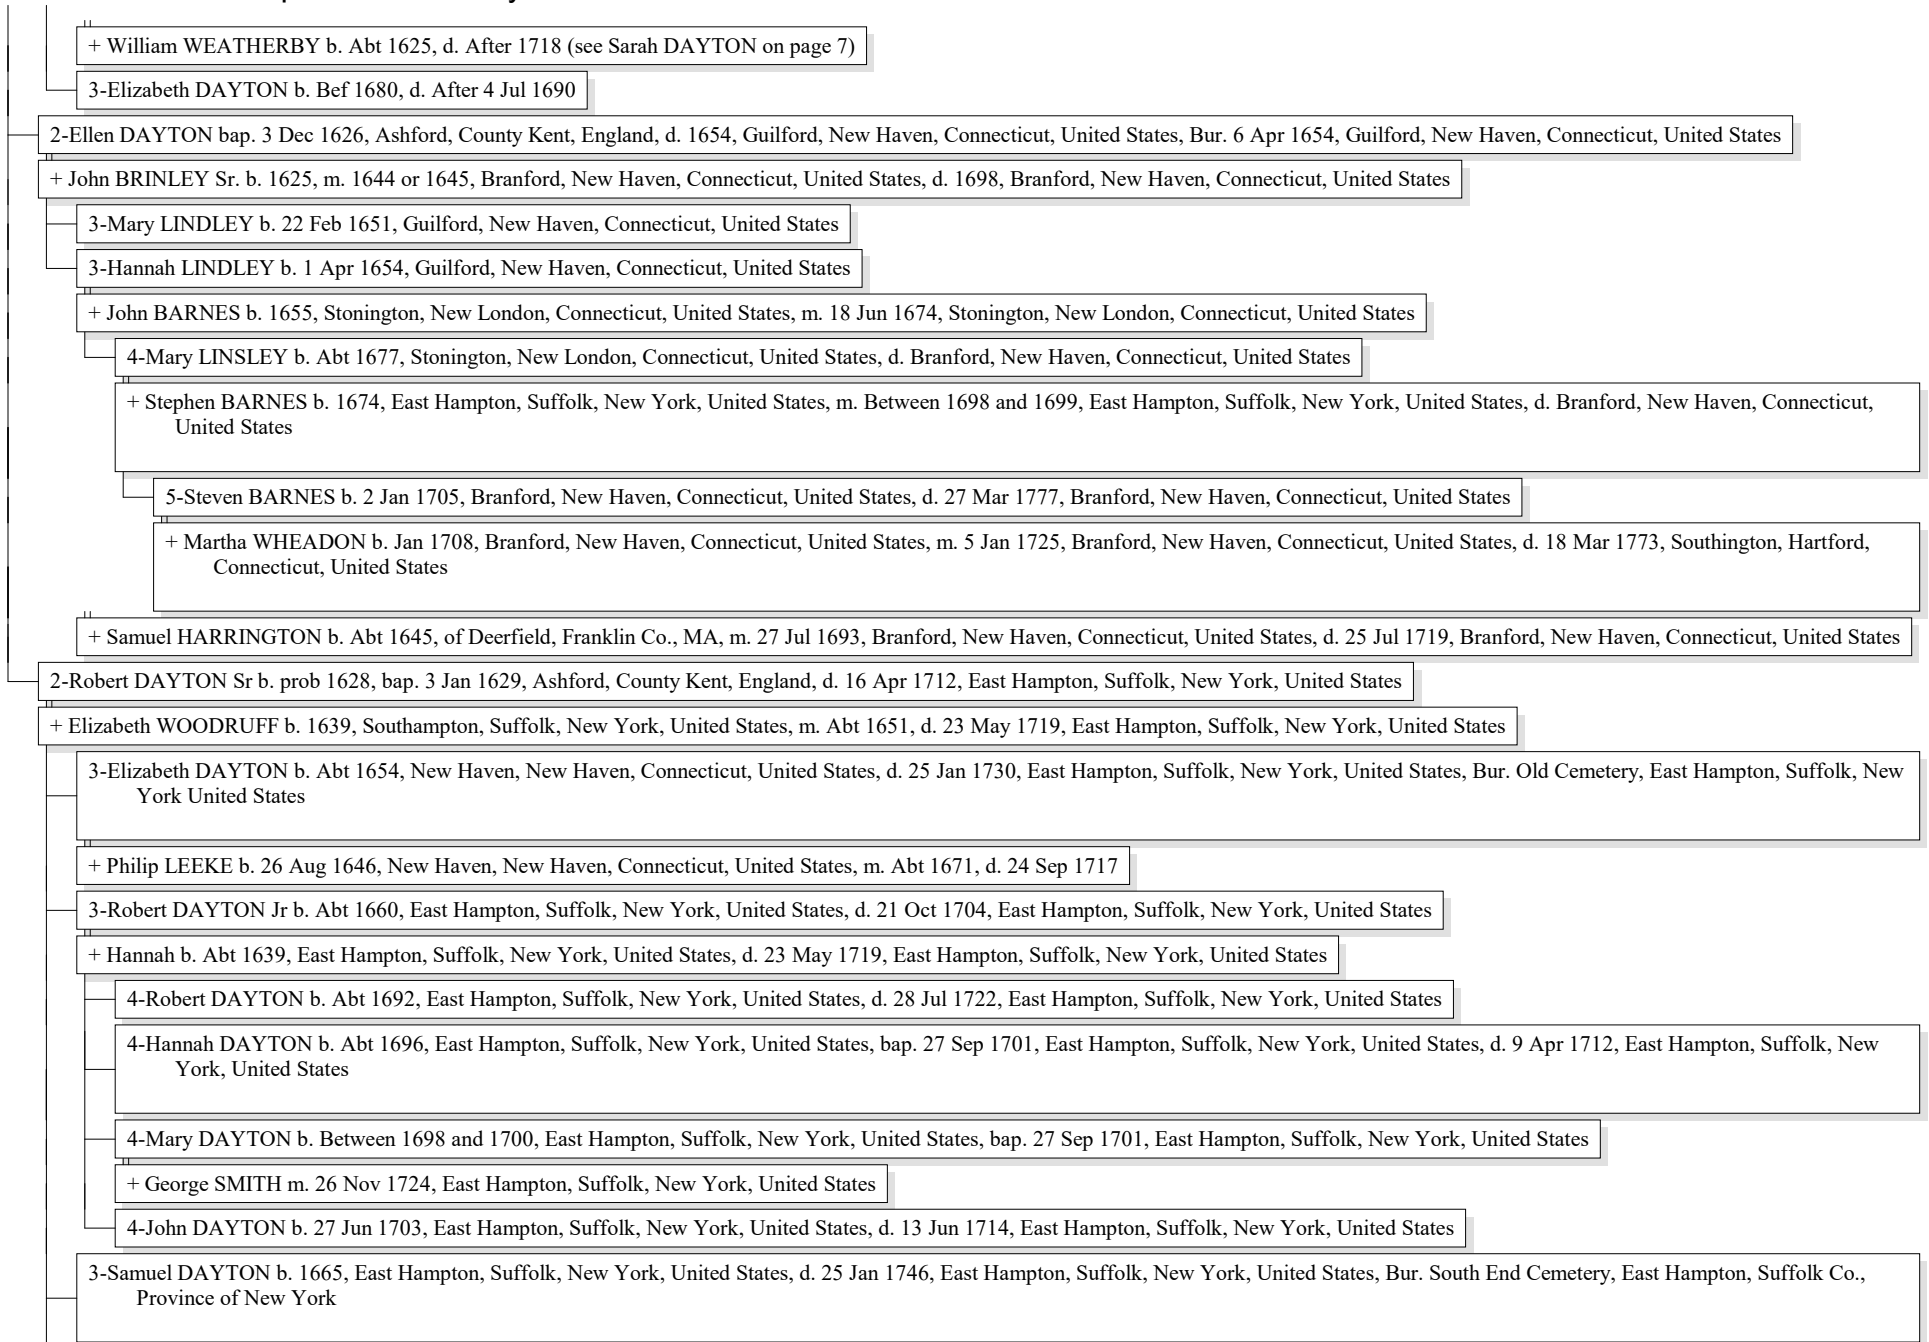 + William WEATHERBY b. Abt 1625, d. After 1718 (see Sarah DAYTON on page 7)
3-Elizabeth DAYTON b. Bef 1680, d. After 4 Jul 1690
2-Ellen DAYTON bap. 3 Dec 1626, Ashford, County Kent, England, d. 1654, Guilford, New Haven, Connecticut, United States, Bur. 6 Apr 1654, Guilford, New Haven, Connecticut, United States
+ John BRINLEY Sr. b. 1625, m. 1644 or 1645, Branford, New Haven, Connecticut, United States, d. 1698, Branford, New Haven, Connecticut, United States
3-Mary LINDLEY b. 22 Feb 1651, Guilford, New Haven, Connecticut, United States
3-Hannah LINDLEY b. 1 Apr 1654, Guilford, New Haven, Connecticut, United States
+ John BARNES b. 1655, Stonington, New London, Connecticut, United States, m. 18 Jun 1674, Stonington, New London, Connecticut, United States
4-Mary LINSLEY b. Abt 1677, Stonington, New London, Connecticut, United States, d. Branford, New Haven, Connecticut, United States
+ Stephen BARNES b. 1674, East Hampton, Suffolk, New York, United States, m. Between 1698 and 1699, East Hampton, Suffolk, New York, United States, d. Branford, New Haven, Connecticut,
United States
5-Steven BARNES b. 2 Jan 1705, Branford, New Haven, Connecticut, United States, d. 27 Mar 1777, Branford, New Haven, Connecticut, United States
+ Martha WHEADON b. Jan 1708, Branford, New Haven, Connecticut, United States, m. 5 Jan 1725, Branford, New Haven, Connecticut, United States, d. 18 Mar 1773, Southington, Hartford,
Connecticut, United States
+ Samuel HARRINGTON b. Abt 1645, of Deerfield, Franklin Co., MA, m. 27 Jul 1693, Branford, New Haven, Connecticut, United States, d. 25 Jul 1719, Branford, New Haven, Connecticut, United States
2-Robert DAYTON Sr b. prob 1628, bap. 3 Jan 1629, Ashford, County Kent, England, d. 16 Apr 1712, East Hampton, Suffolk, New York, United States
+ Elizabeth WOODRUFF b. 1639, Southampton, Suffolk, New York, United States, m. Abt 1651, d. 23 May 1719, East Hampton, Suffolk, New York, United States
3-Elizabeth DAYTON b. Abt 1654, New Haven, New Haven, Connecticut, United States, d. 25 Jan 1730, East Hampton, Suffolk, New York, United States, Bur. Old Cemetery, East Hampton, Suffolk, New
York United States
+ Philip LEEKE b. 26 Aug 1646, New Haven, New Haven, Connecticut, United States, m. Abt 1671, d. 24 Sep 1717
3-Robert DAYTON Jr b. Abt 1660, East Hampton, Suffolk, New York, United States, d. 21 Oct 1704, East Hampton, Suffolk, New York, United States
+ Hannah b. Abt 1639, East Hampton, Suffolk, New York, United States, d. 23 May 1719, East Hampton, Suffolk, New York, United States
4-Robert DAYTON b. Abt 1692, East Hampton, Suffolk, New York, United States, d. 28 Jul 1722, East Hampton, Suffolk, New York, United States
4-Hannah DAYTON b. Abt 1696, East Hampton, Suffolk, New York, United States, bap. 27 Sep 1701, East Hampton, Suffolk, New York, United States, d. 9 Apr 1712, East Hampton, Suffolk, New
York, United States
4-Mary DAYTON b. Between 1698 and 1700, East Hampton, Suffolk, New York, United States, bap. 27 Sep 1701, East Hampton, Suffolk, New York, United States
+ George SMITH m. 26 Nov 1724, East Hampton, Suffolk, New York, United States
4-John DAYTON b. 27 Jun 1703, East Hampton, Suffolk, New York, United States, d. 13 Jun 1714, East Hampton, Suffolk, New York, United States
3-Samuel DAYTON b. 1665, East Hampton, Suffolk, New York, United States, d. 25 Jan 1746, East Hampton, Suffolk, New York, United States, Bur. South End Cemetery, East Hampton, Suffolk Co.,
Province of New York